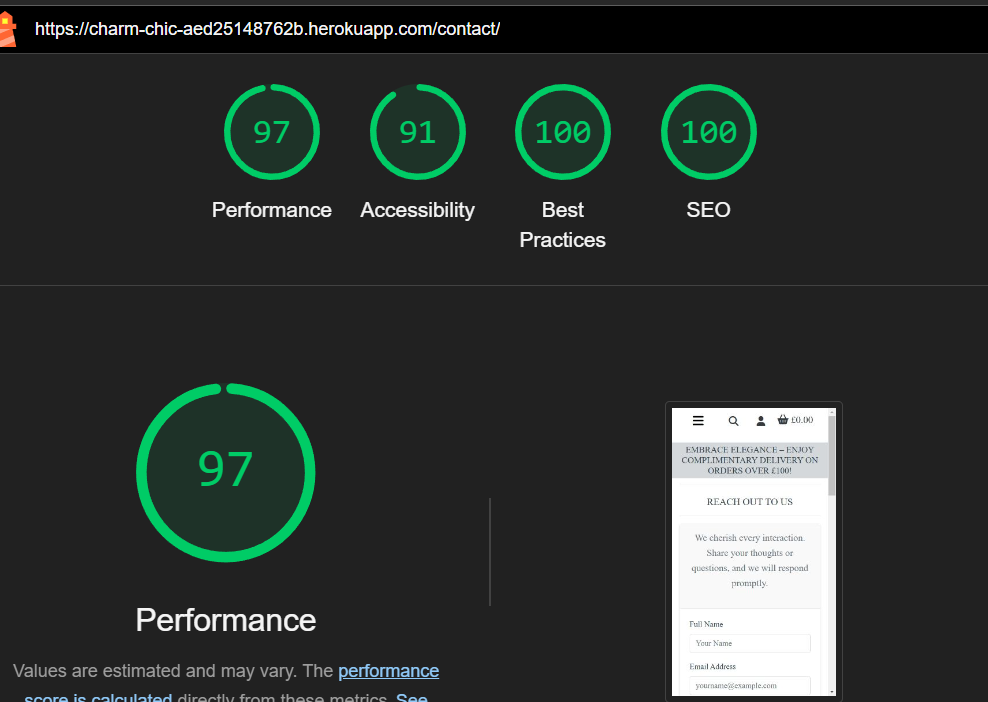 https://charm-chic-aed25148762b.herokuapp.com/contact/
97
91
100
100
Performance
Accessibility
Best
Practices
SEO
97
Performance
Values are estimated and may vary. The performance
score is calculated directly from these metrics. See
£0.00
EMBRACE ELEGANCE – ENJOY
COMPLIMENTARY DELIVERY ON
ORDERS OVER £100!
REACH OUT TO US
We cherish every interaction.
Share your thoughts or
questions, and we will respond
promptly.
Full Name
Your Name
Email Address
yourname@example.com